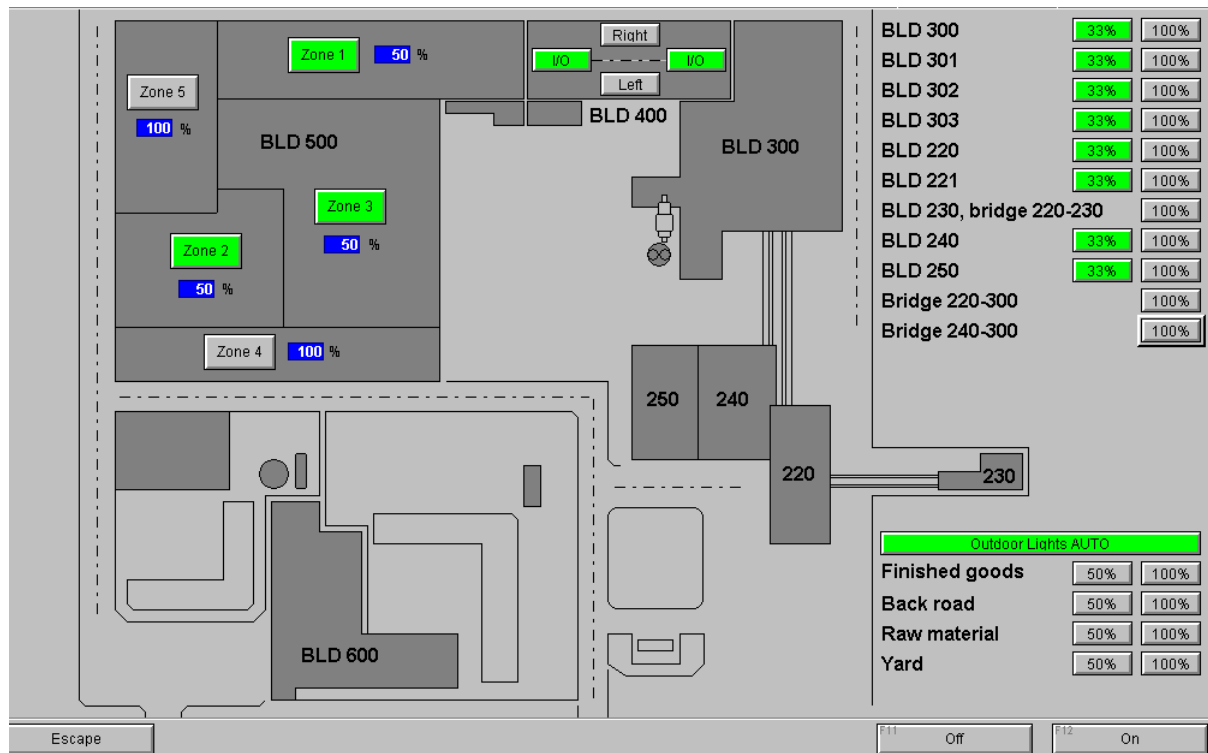 Zone 1
50 %
Right
I/O
I/O
Left
Zone 5
100 %
BLD 500
BLD 400
BLD 300
Zone 3
50 %
Zone 2
50 %
Zone 4
100 %
250
240
220
230
BLD 600
BLD 300 33% 100%
BLD 301 33% 100%
BLD 302 33% 100%
BLD 303 33% 100%
BLD 220 33% 100%
BLD 221 33% 100%
BLD 230, bridge 220-230 100%
BLD 240 33% 100%
BLD 250 33% 100%
Bridge 220-300 100%
Bridge 240-300 100%
Outdoor Lights AUTO
Finished goods 50% 100%
Back road 50% 100%
Raw material 50% 100%
Yard 50% 100%
Escape
F11 Off
F12 On